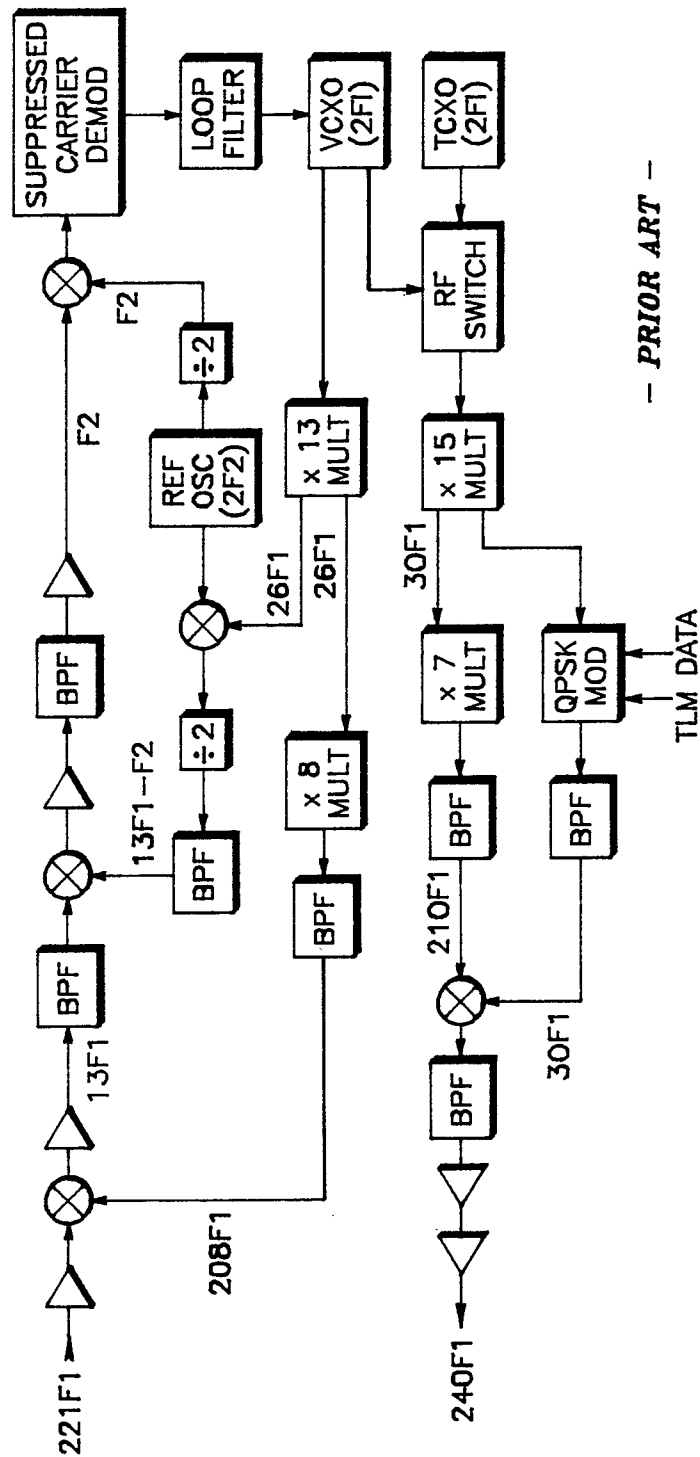 221F1
13F1
BPF
BPF
F2
SUPPRESSED
CARRIER
DEMOD
208F1
BPF
13F1-F2
÷2
REF
OSC
(2F2)
÷2
F2
LOOP
FILTER
BPF
x 8
MULT
26F1
26F1
x 13
MULT
VCXO
(2F1)
240F1
BPF
210F1
BPF
x 7
MULT
30F1
x 15
MULT
RF
SWITCH
TCXO
(2F1)
30F1
BPF
QPSK
MOD
TLM DATA
- PRIOR ART -